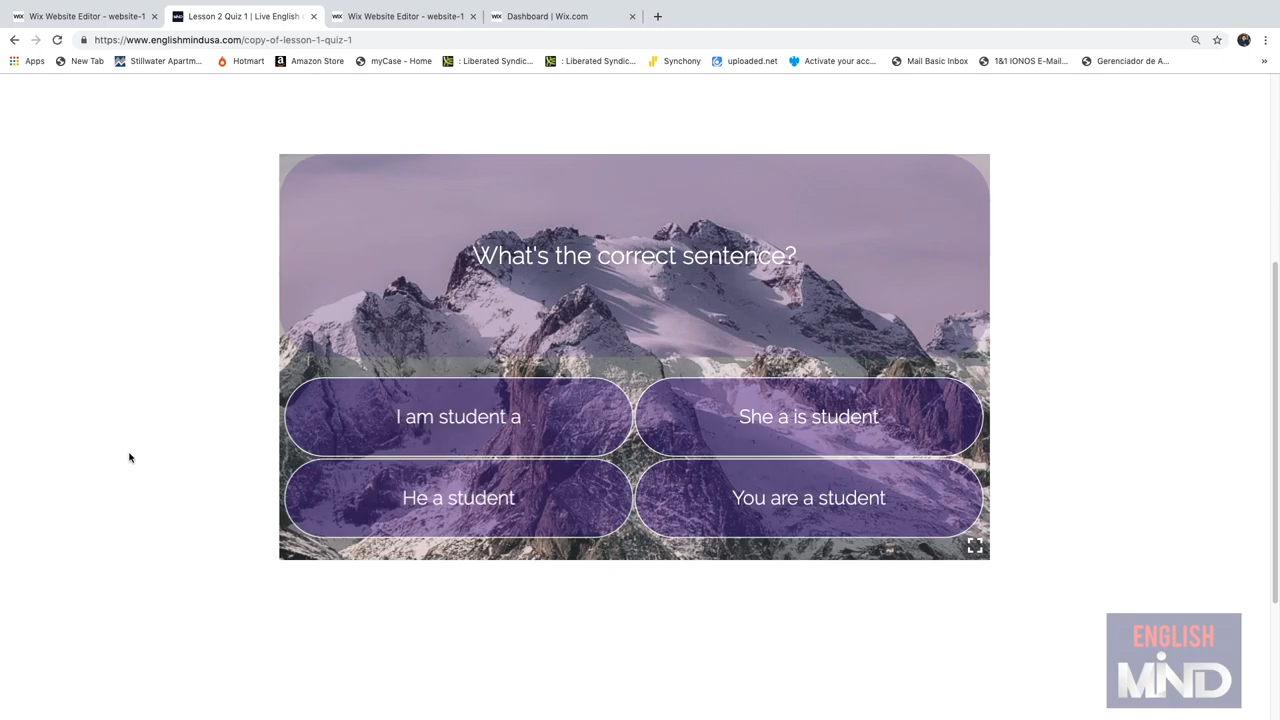 Wix Website Editor - website-1
Lesson 2 Quiz 1 | Live English c
Wix Website Editor - website-1
Dashboard | Wix.com
https://www.englishmindusa.com/copy-of-lesson-1-quiz-1
Apps
New Tab
Stillwater Apartm...
Hotmart
Amazon Store
myCase - Home
: Liberated Syndic...
: Liberated Syndic...
Synchony
uploaded.net
Activate your acc...
Mail Basic Inbox
1&1 IONOS E-Mail...
Gerenciador de A...
What's the correct sentence?
I am student a
She a is student
He a student
You are a student
ENGLISH
MIND